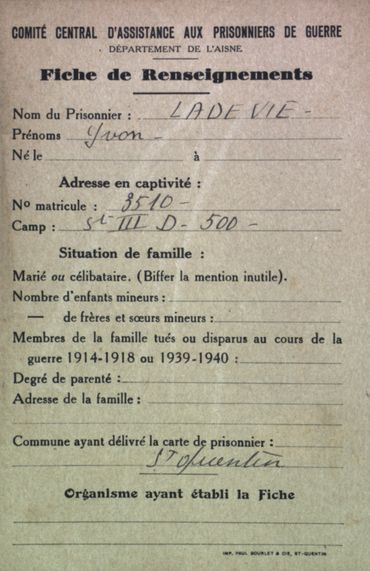 COMITÉ CENTRAL D'ASSISTANCE AUX PRISONNIERS DE GUERRE
DÉPARTEMENT DE L'AISNE
Fiche de Renseignements
Nom du Prisonnier : LADEVIE -
Prénoms Yvon -
Né le à
Adresse en captivité :
No matricule : 3510 -
Camp : St III D - 500 -
Situation de famille :
Marié ou célibataire. (Biffer la mention inutile).
Nombre d'enfants mineurs :
— de frères et sœurs mineurs :
Membres de la famille tués ou disparus au cours de la
guerre 1914-1918 ou 1939-1940 :
Degré de parenté :
Adresse de la famille :
Commune ayant délivré la carte de prisonnier :
St Quentin
Organisme ayant établi la Fiche
IMP. PAUL BOURLET & CIE, ST-QUENTIN